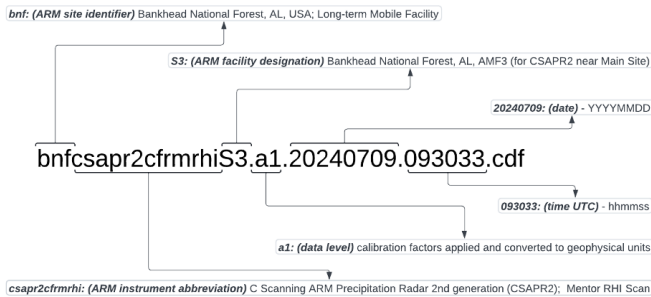 bnf: (ARM site identifier) Bankhead National Forest, AL, USA; Long-term Mobile Facility
S3: (ARM facility designation) Bankhead National Forest, AL, AMF3 (for CSAPR2 near Main Site)
20240709: (date) - YYYYMMDD
bnfcsapr2cfrmrhiS3.a1.20240709.093033.cdf
093033: (time UTC) - hhmmss
a1: (data level) calibration factors applied and converted to geophysical units
csapr2cfrmrhi: (ARM instrument abbreviation) C Scanning ARM Precipitation Radar 2nd generation (CSAPR2); Mentor RHI Scan